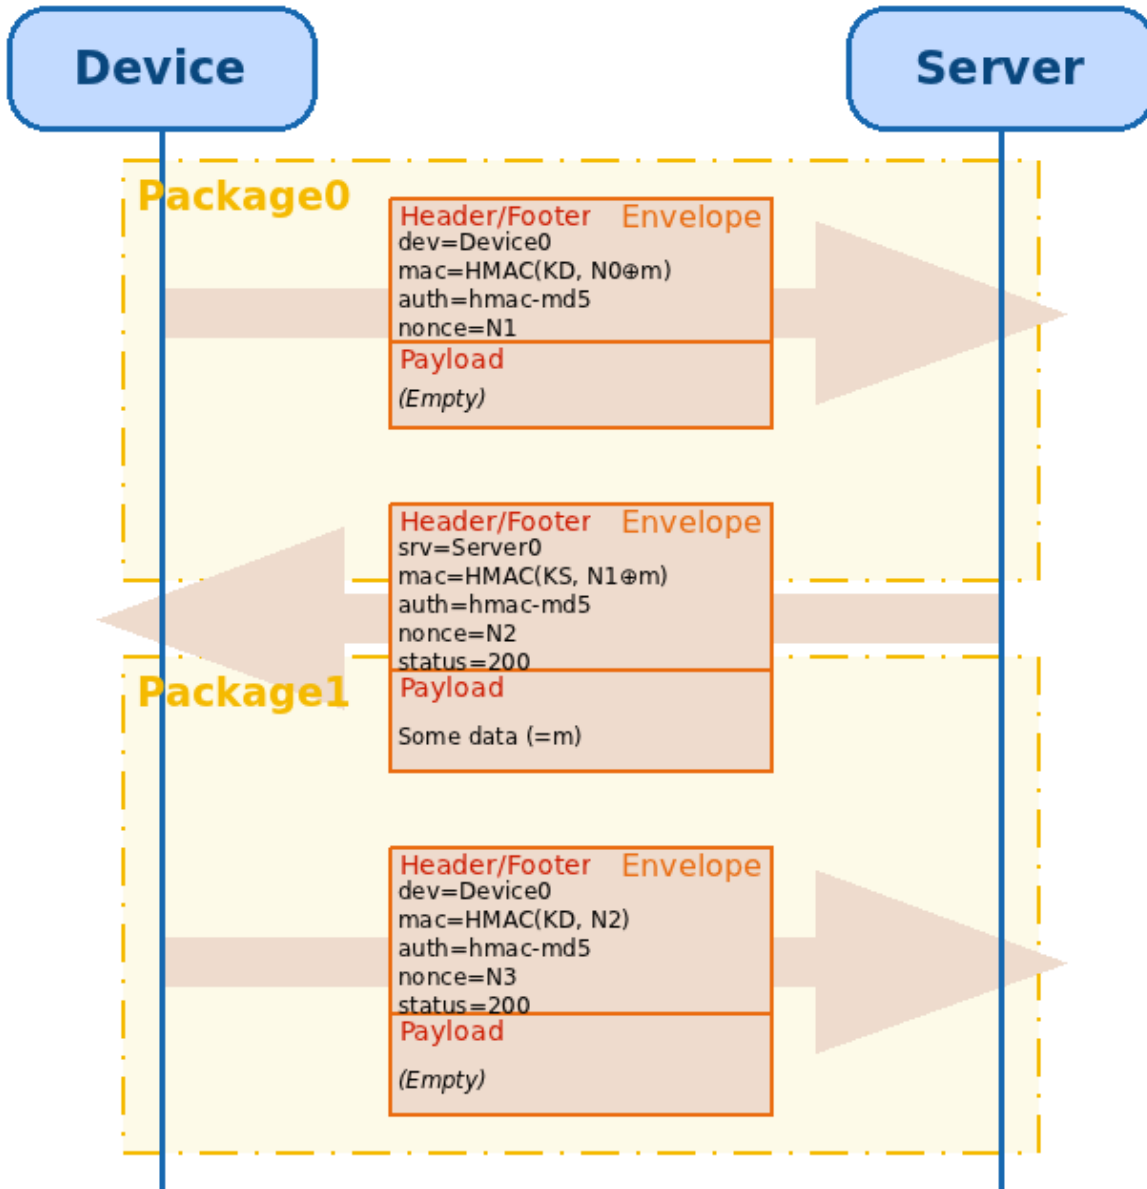 Device
Server
Package0
Header/Footer Envelope
dev=Device0
mac=HMAC(KD, N0⊕m)
auth=hmac-md5
nonce=N1
Payload
(Empty)
Header/Footer Envelope
srv=Server0
mac=HMAC(KS, N1⊕m)
auth=hmac-md5
nonce=N2
status=200
Package1
Payload
Some data (=m)
Header/Footer Envelope
dev=Device0
mac=HMAC(KD, N2)
auth=hmac-md5
nonce=N3
status=200
Payload
(Empty)